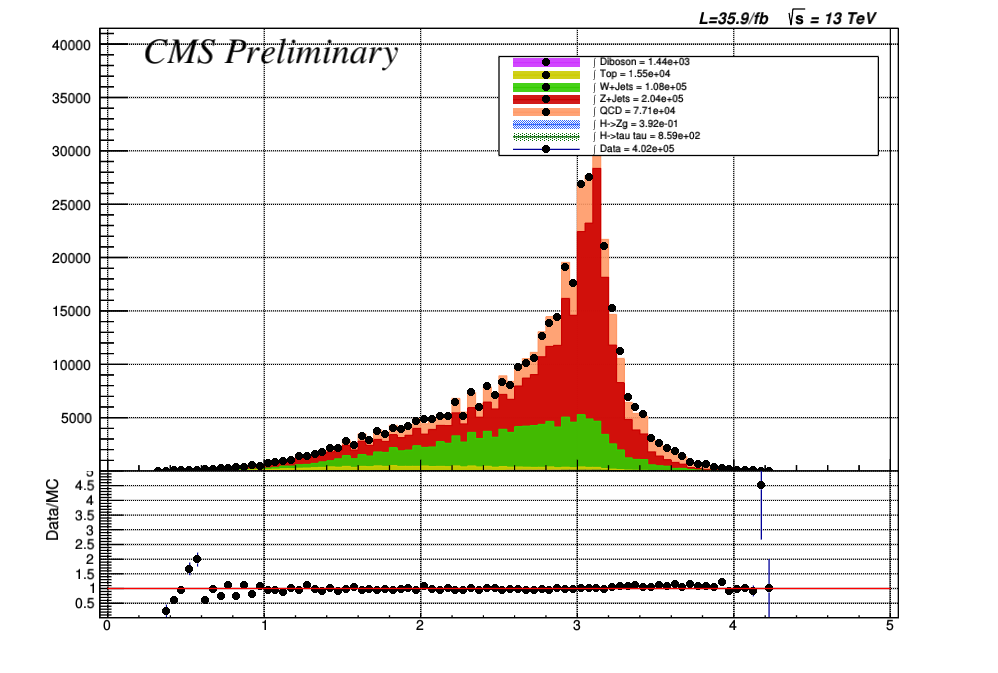 L=35.9/fb √s = 13 TeV
CMS Preliminary
40000
35000
30000
25000
20000
15000
10000
5000
∫ Diboson = 1.44e+03
∫ Top = 1.55e+04
∫ W+Jets = 1.08e+05
∫ Z+Jets = 2.04e+05
∫ QCD = 7.71e+04
∫ H->Zg = 3.92e-01
∫ H->tau tau = 8.59e+02
∫ Data = 4.02e+05
Data/MC
5
4.5
4
3.5
3
2.5
2
1.5
1
0.5
0 1 2 3 4 5